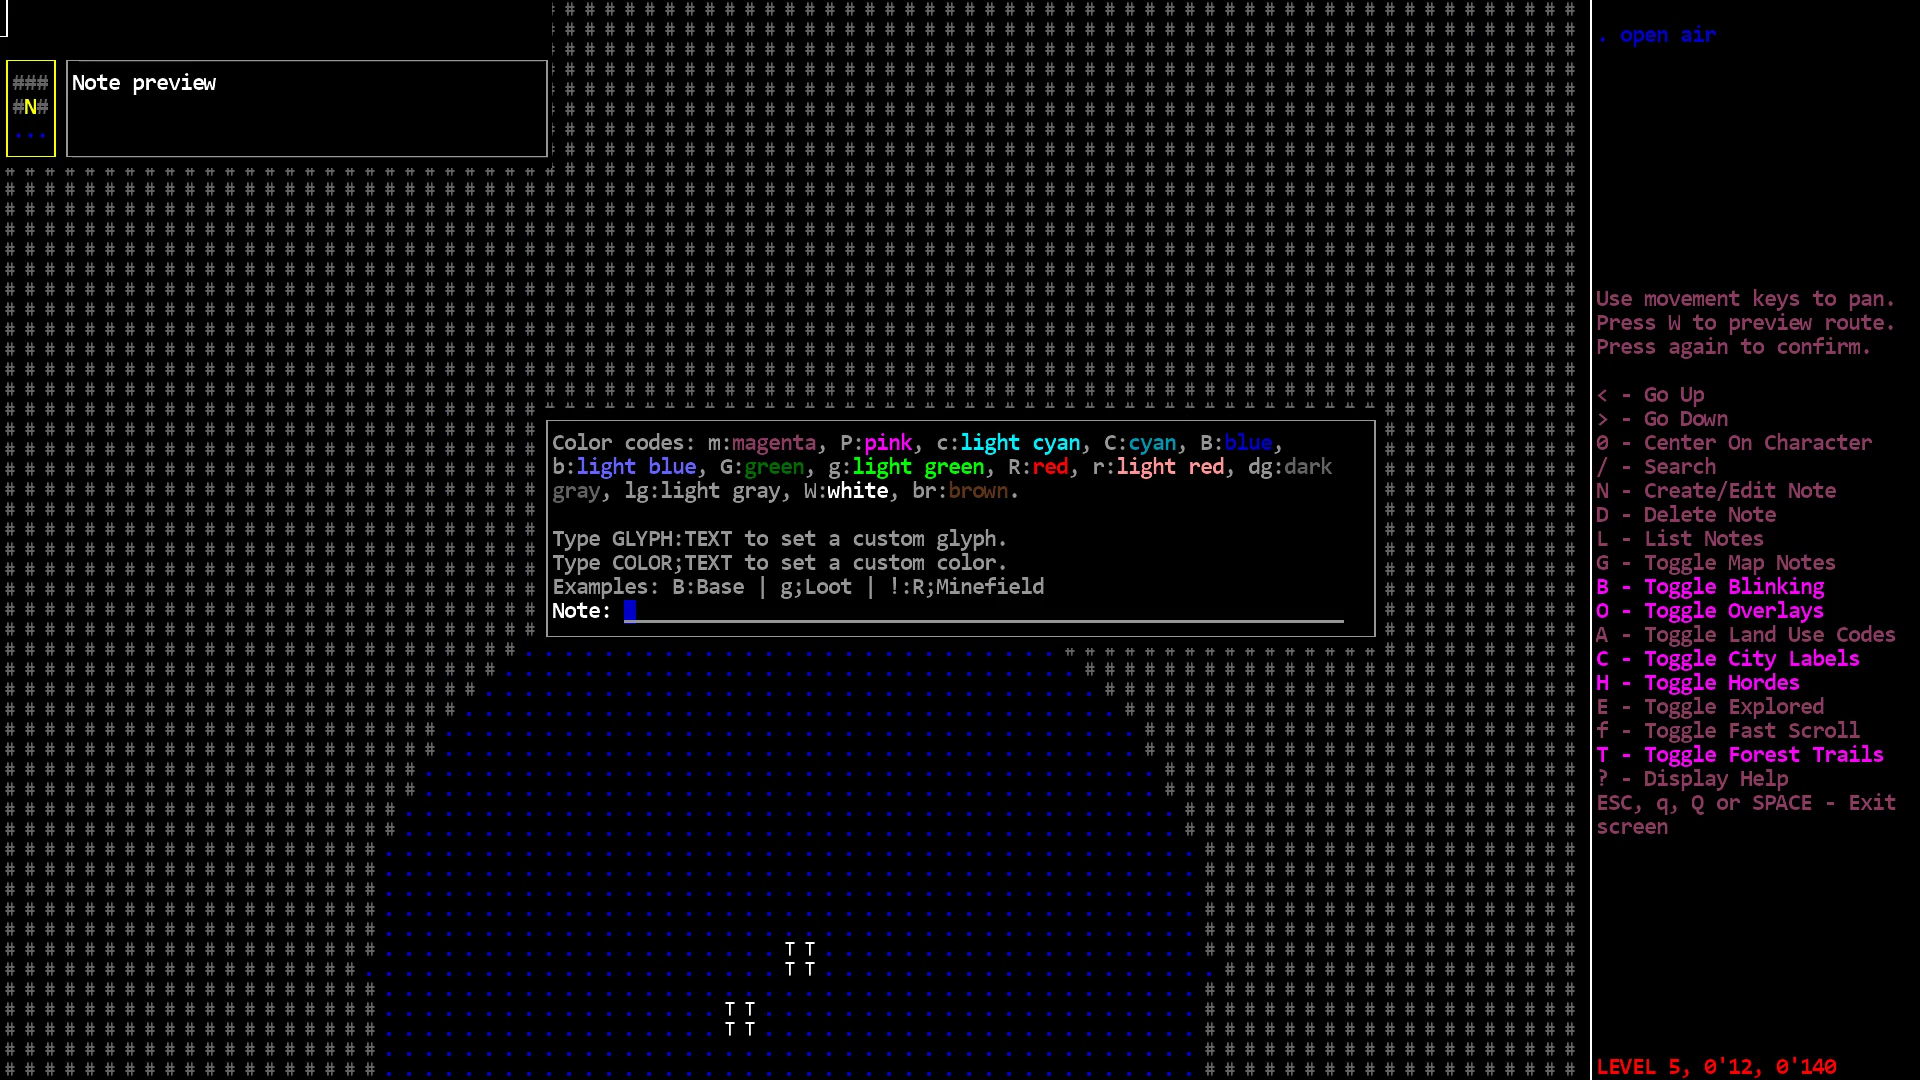 . open air
###
#N#
...
Note preview
Use movement keys to pan.
Press W to preview route.
Press again to confirm.
< - Go Up
> - Go Down
0 - Center On Character
/ - Search
N - Create/Edit Note
D - Delete Note
L - List Notes
G - Toggle Map Notes
B - Toggle Blinking
O - Toggle Overlays
A - Toggle Land Use Codes
C - Toggle City Labels
H - Toggle Hordes
E - Toggle Explored
f - Toggle Fast Scroll
T - Toggle Forest Trails
? - Display Help
ESC, q, Q or SPACE - Exit
screen
Color codes: m:magenta, P:pink, c:light cyan, C:cyan, B:blue,
b:light blue, G:green, g:light green, R:red, r:light red, dg:dark
gray, lg:light gray, W:white, br:brown.
Type GLYPH:TEXT to set a custom glyph.
Type COLOR;TEXT to set a custom color.
Examples: B:Base | g;Loot | !:R;Minefield
Note:
T T
T T
T T
T T
LEVEL 5, 0'12, 0'140